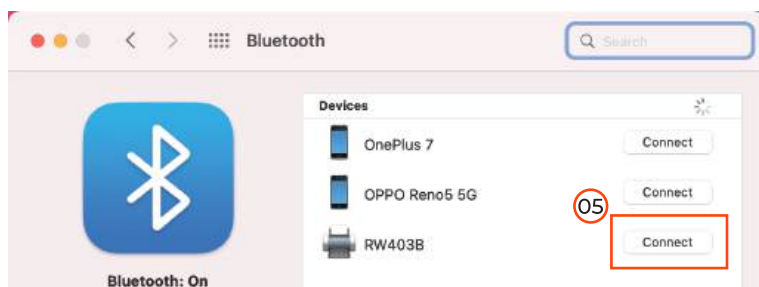 Bluetooth
Search
Devices
OnePlus 7 Connect
OPPO Reno5 5G Connect
05
RW403B Connect
Bluetooth: On